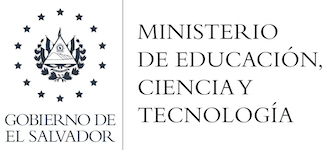 GOBIERNO DE
EL SALVADOR
MINISTERIO
DE EDUCACIÓN,
CIENCIA Y
TECNOLOGÍA